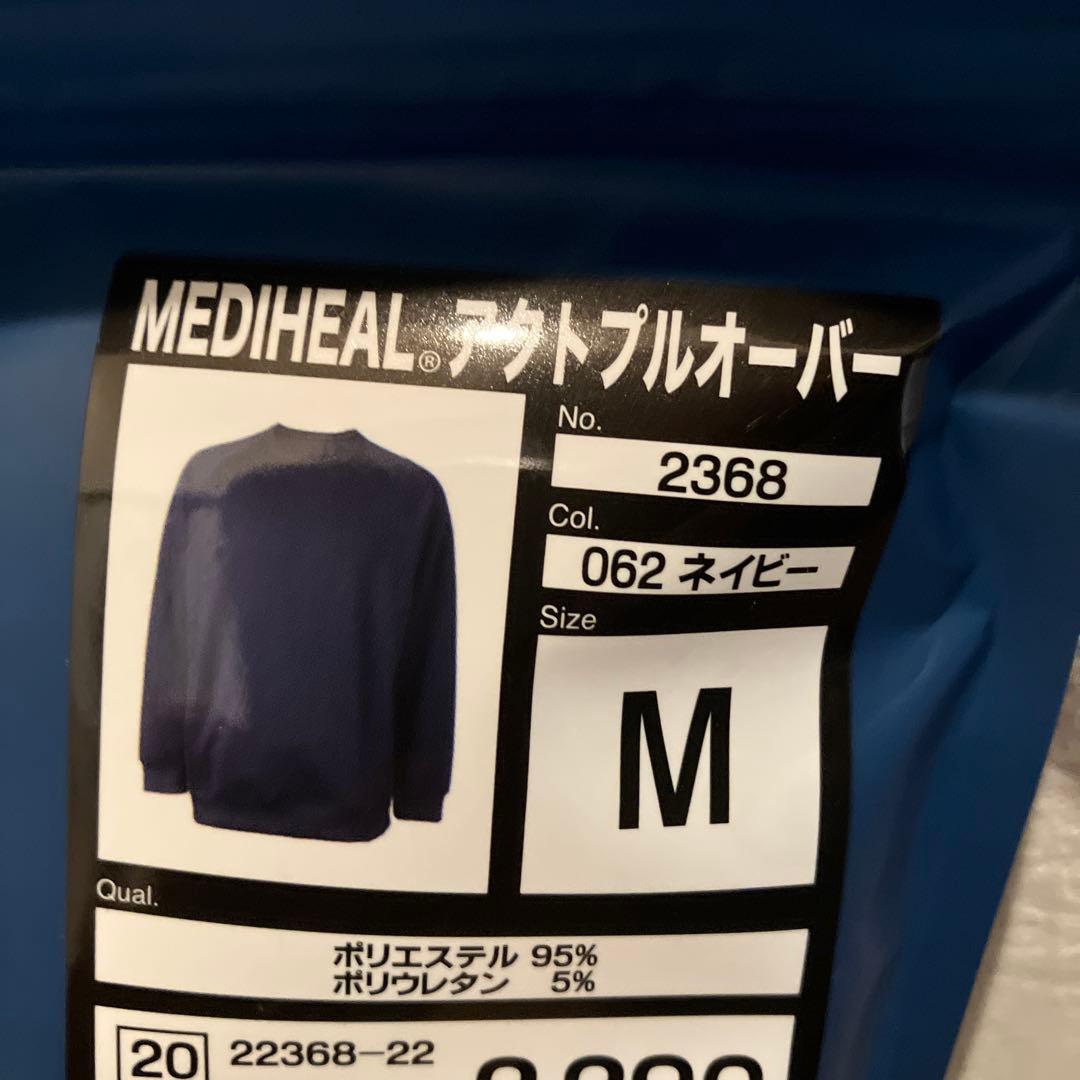 MEDIHEAL®アクトプルオーバー
No.
2368
Col.
062 ネイビー
Size
M
Qual.
ポリエステル 95%
ポリウレタン 5%
20 22368-22